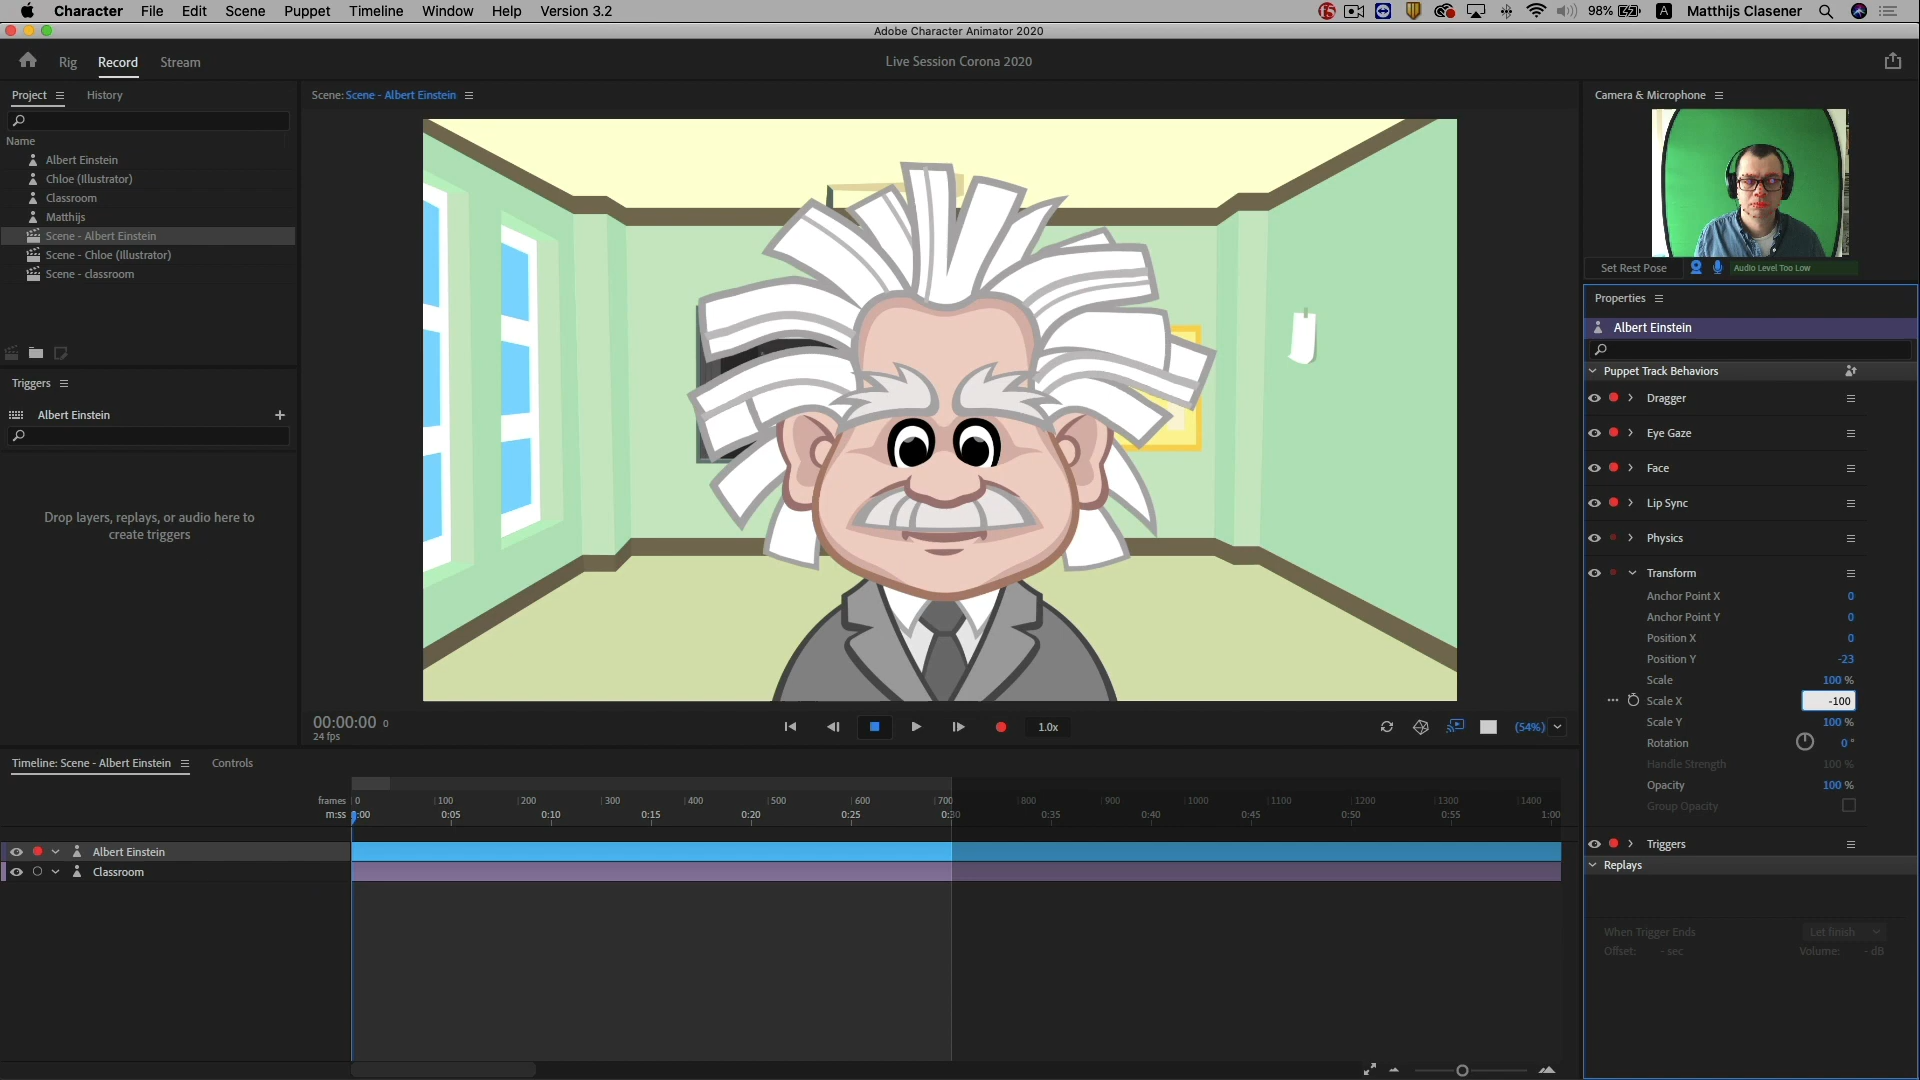 Character File Edit Scene Puppet Timeline Window Help Version 3.2 98% A Matthijs Clasener
Adobe Character Animator 2020
Rig Record Stream Live Session Corona 2020
Project History
Name
Albert Einstein
Chloe (Illustrator)
Classroom
Matthijs
Scene - Albert Einstein
Scene - Chloe (Illustrator)
Scene - classroom
Triggers
Albert Einstein
Drop layers, replays, or audio here to
create triggers
Scene: Scene - Albert Einstein
00:00:00 0
24 fps
1.0x
(54%)
Camera & Microphone
Set Rest Pose Audio Level Too Low
Properties
Albert Einstein
Puppet Track Behaviors
Dragger
Eye Gaze
Face
Lip Sync
Physics
Transform
Anchor Point X 0
Anchor Point Y 0
Position X 0
Position Y -23
Scale 100 %
Scale X -100
Scale Y 100 %
Rotation 0 °
Handle Strength 100 %
Opacity 100 %
Group Opacity
Triggers
Replays
When Trigger Ends Let finish
Offset: - sec Volume: - dB
Timeline: Scene - Albert Einstein Controls
frames 0 100 200 300 400 500 600 700 800 900 1000 1100 1200 1300 1400
m:ss 0:00 0:05 0:10 0:15 0:20 0:25 0:30 0:35 0:40 0:45 0:50 0:55 1:00
Albert Einstein
Classroom